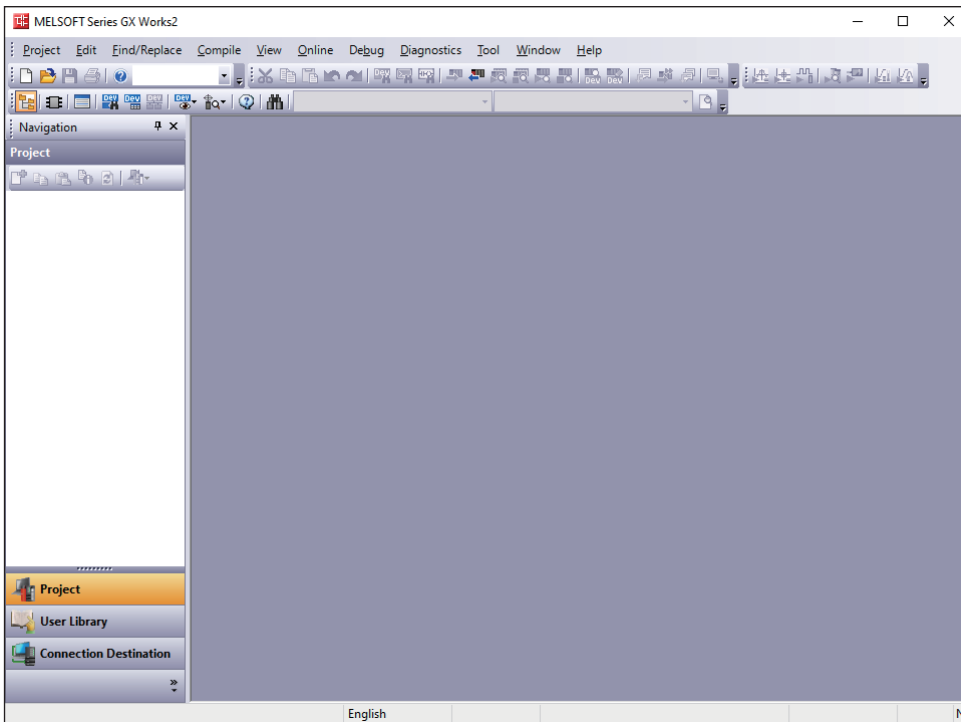 MELSOFT Series GX Works2
Project Edit Find/Replace Compile View Online Debug Diagnostics Tool Window Help
Navigation
Project
Project
User Library
Connection Destination
English